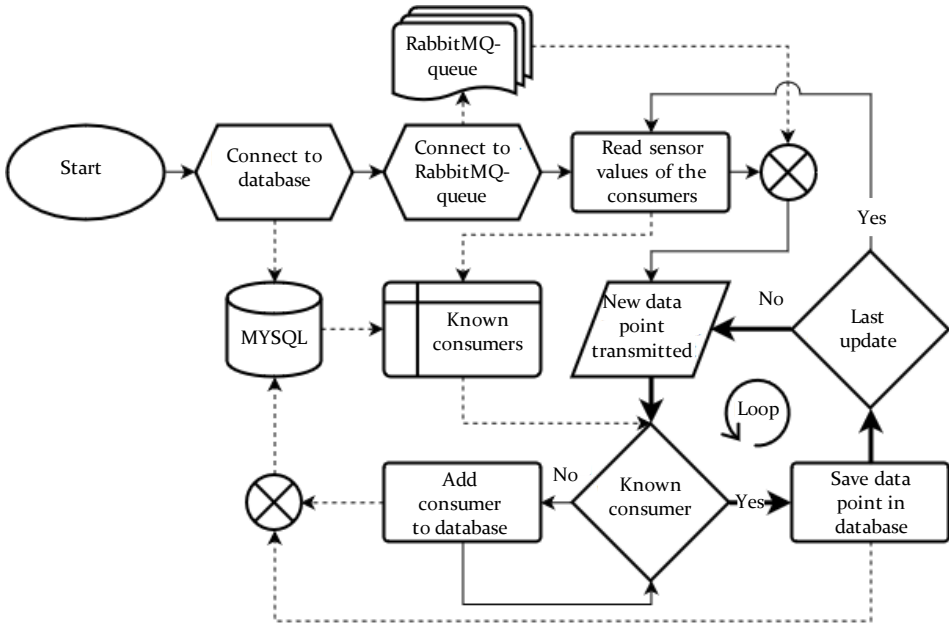 RabbitMQ-
queue
Start
Connect to
database
Connect to
RabbitMQ-
queue
Read sensor
values of the
consumers
Yes
MYSQL
Known
consumers
New data
point
transmitted
No
Last
update
Loop
Add
consumer
to database
No
Known
consumer
Yes
Save data
point in
database